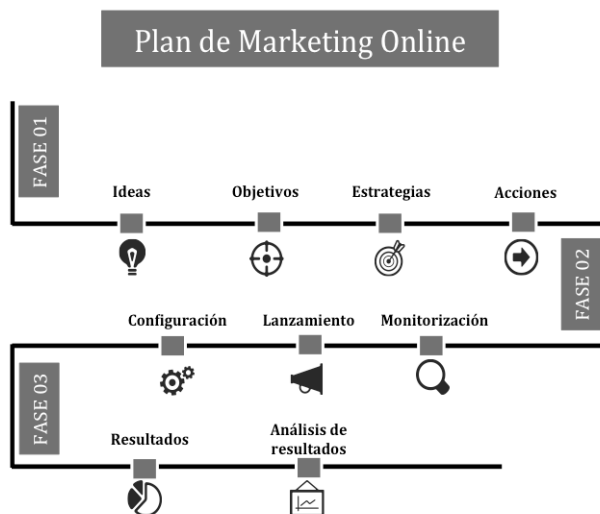 Plan de Marketing Online
FASE 01
Ideas
Objetivos
Estrategias
Acciones
FASE 02
Configuración
Lanzamiento
Monitorización
FASE 03
Resultados
Análisis de
resultados